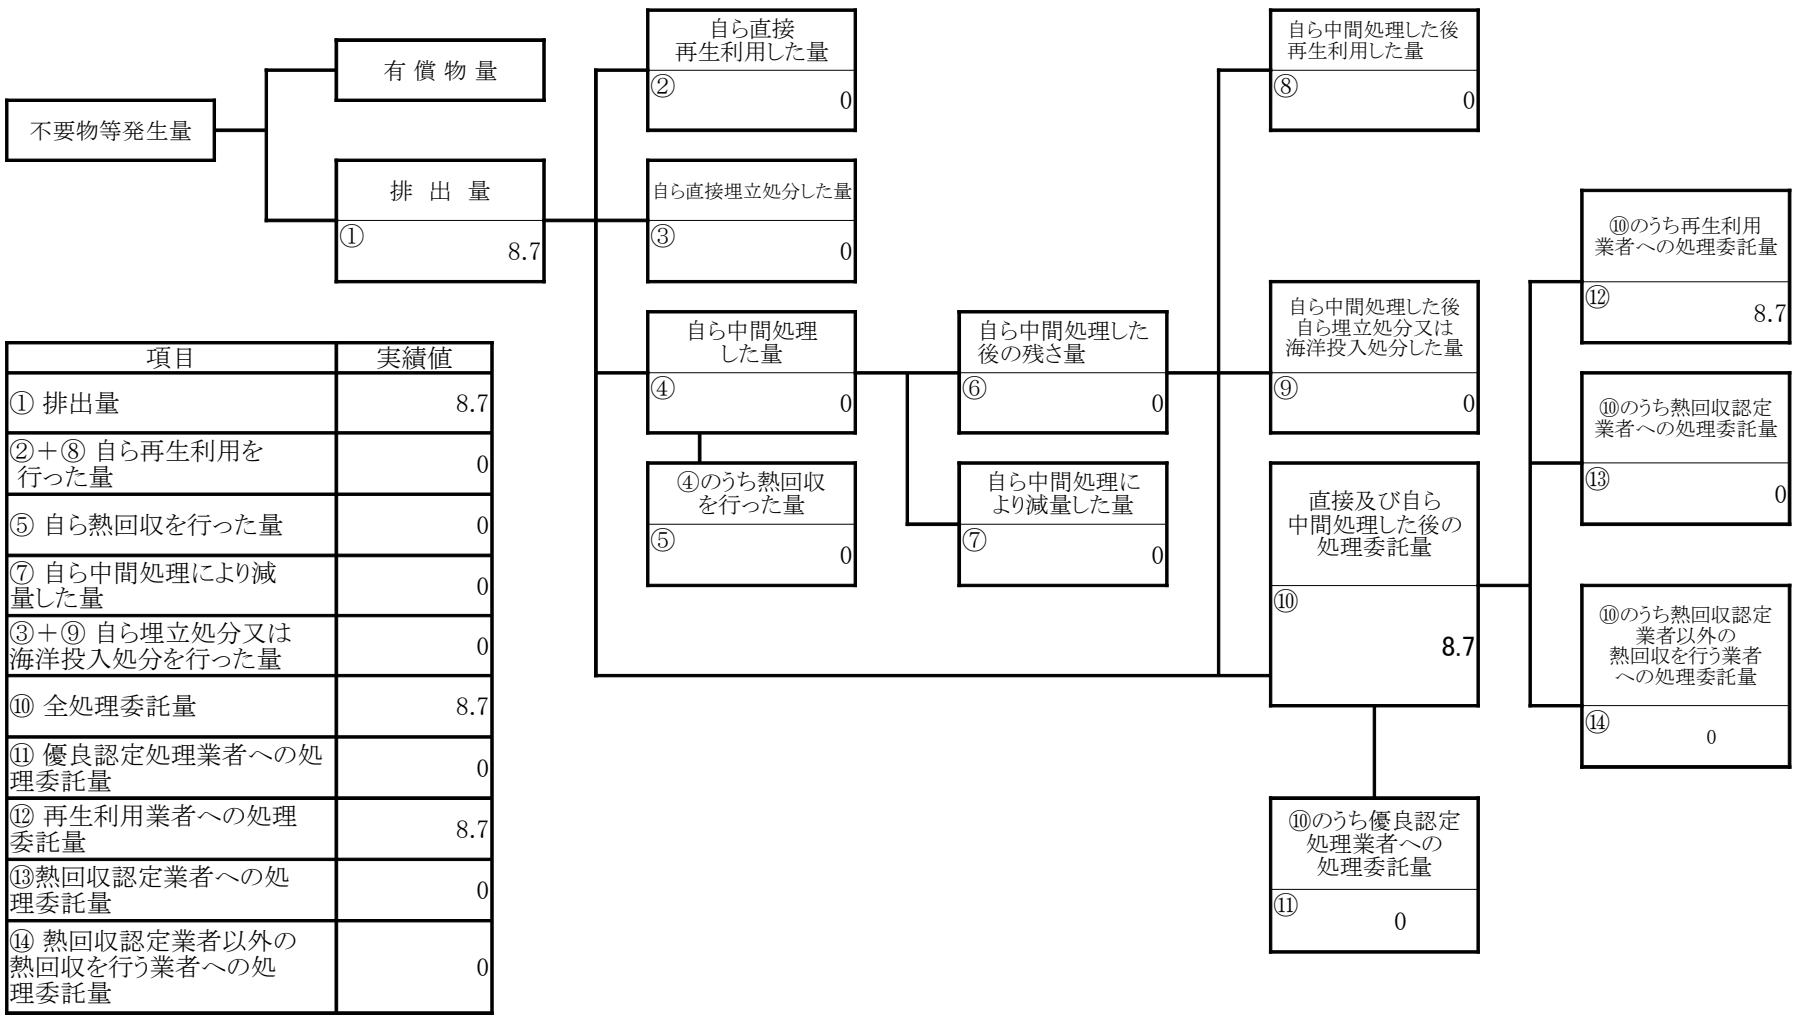 不要物等発生量
有 償 物 量
排 出 量
①
8.7
自ら直接
再生利用した量
②
0
自ら直接埋立処分した量
③
0
自ら中間処理
した量
④
0
④のうち熱回収
を行った量
⑤
0
自ら中間処理した
後の残さ量
⑥
0
自ら中間処理に
より減量した量
⑦
0
自ら中間処理した後
再生利用した量
⑧
0
自ら中間処理した後
自ら埋立処分又は
海洋投入処分した量
⑨
0
直接及び自ら
中間処理した後の
処理委託量
⑩
8.7
⑩のうち優良認定
処理業者への
処理委託量
⑪
0
⑩のうち再生利用
業者への処理委託量
⑫
8.7
⑩のうち熱回収認定
業者への処理委託量
⑬
0
⑩のうち熱回収認定
業者以外の
熱回収を行う業者
への処理委託量
⑭
0
項目 実績値
① 排出量 8.7
②＋⑧ 自ら再生利用を
行った量 0
⑤ 自ら熱回収を行った量 0
⑦ 自ら中間処理により減
量した量 0
③＋⑨ 自ら埋立処分又は
海洋投入処分を行った量 0
⑩ 全処理委託量 8.7
⑪ 優良認定処理業者への処
理委託量 0
⑫ 再生利用業者への処理
委託量 8.7
⑬熱回収認定業者への処
理委託量 0
⑭ 熱回収認定業者以外の
熱回収を行う業者への処
理委託量 0